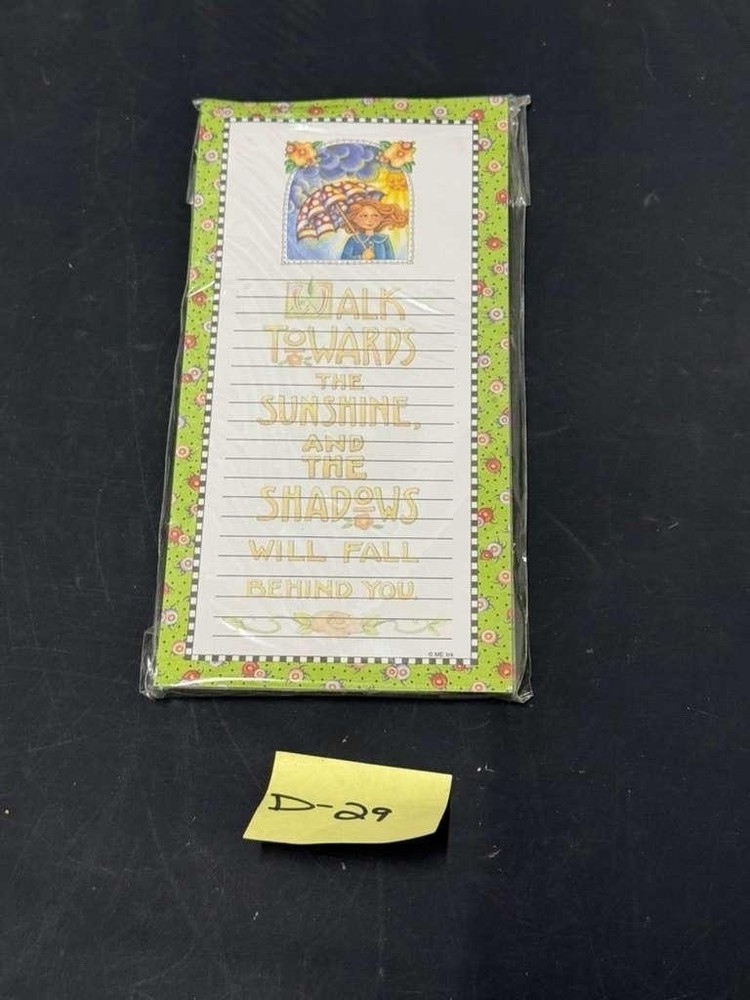 WALK
TOWARDS
THE
SUNSHINE,
AND
THE
SHADOWS
WILL FALL
BEHIND YOU.
© ME Ink
D-29